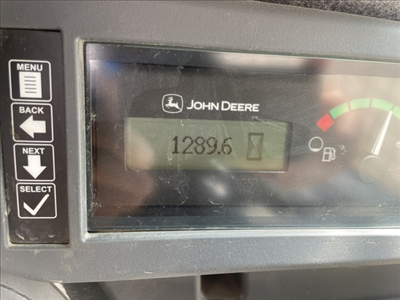 MENU
BACK
NEXT
SELECT
JOHN DEERE
1289.6